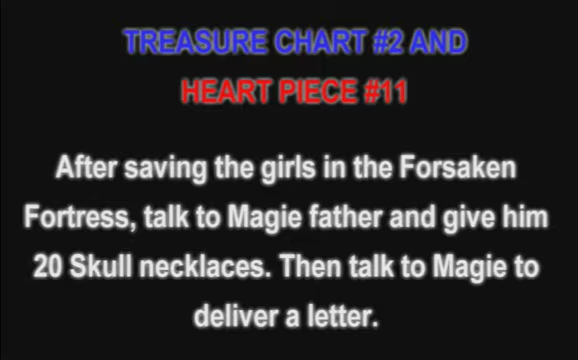 TREASURE CHART #2 AND
HEART PIECE #11
After saving the girls in the Forsaken
Fortress, talk to Magie father and give him
20 Skull necklaces. Then talk to Magie to
deliver a letter.